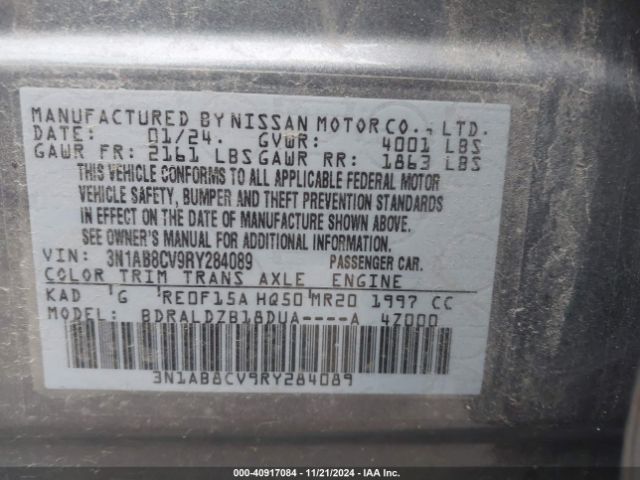 MANUFACTURED BY NISSAN MOTOR CO., LTD.
DATE: 01/24. GVWR: 4001 LBS
GAWR FR: 2161 LBS GAWR RR: 1863 LBS
THIS VEHICLE CONFORMS TO ALL APPLICABLE FEDERAL MOTOR
VEHICLE SAFETY, BUMPER AND THEFT PREVENTION STANDARDS
IN EFFECT ON THE DATE OF MANUFACTURE SHOWN ABOVE.
SEE OWNER'S MANUAL FOR ADDITIONAL INFORMATION.
VIN: 3N1AB8CV9RY284089 PASSENGER CAR.
COLOR TRIM TRANS AXLE ENGINE
KAD G RE0F15A HQ50 MR20 1997 CC
MODEL: BDRALDZB18DUA----A 47000
3N1AB8CV9RY284089
000-40917084 - 11/21/2024 - IAA Inc.